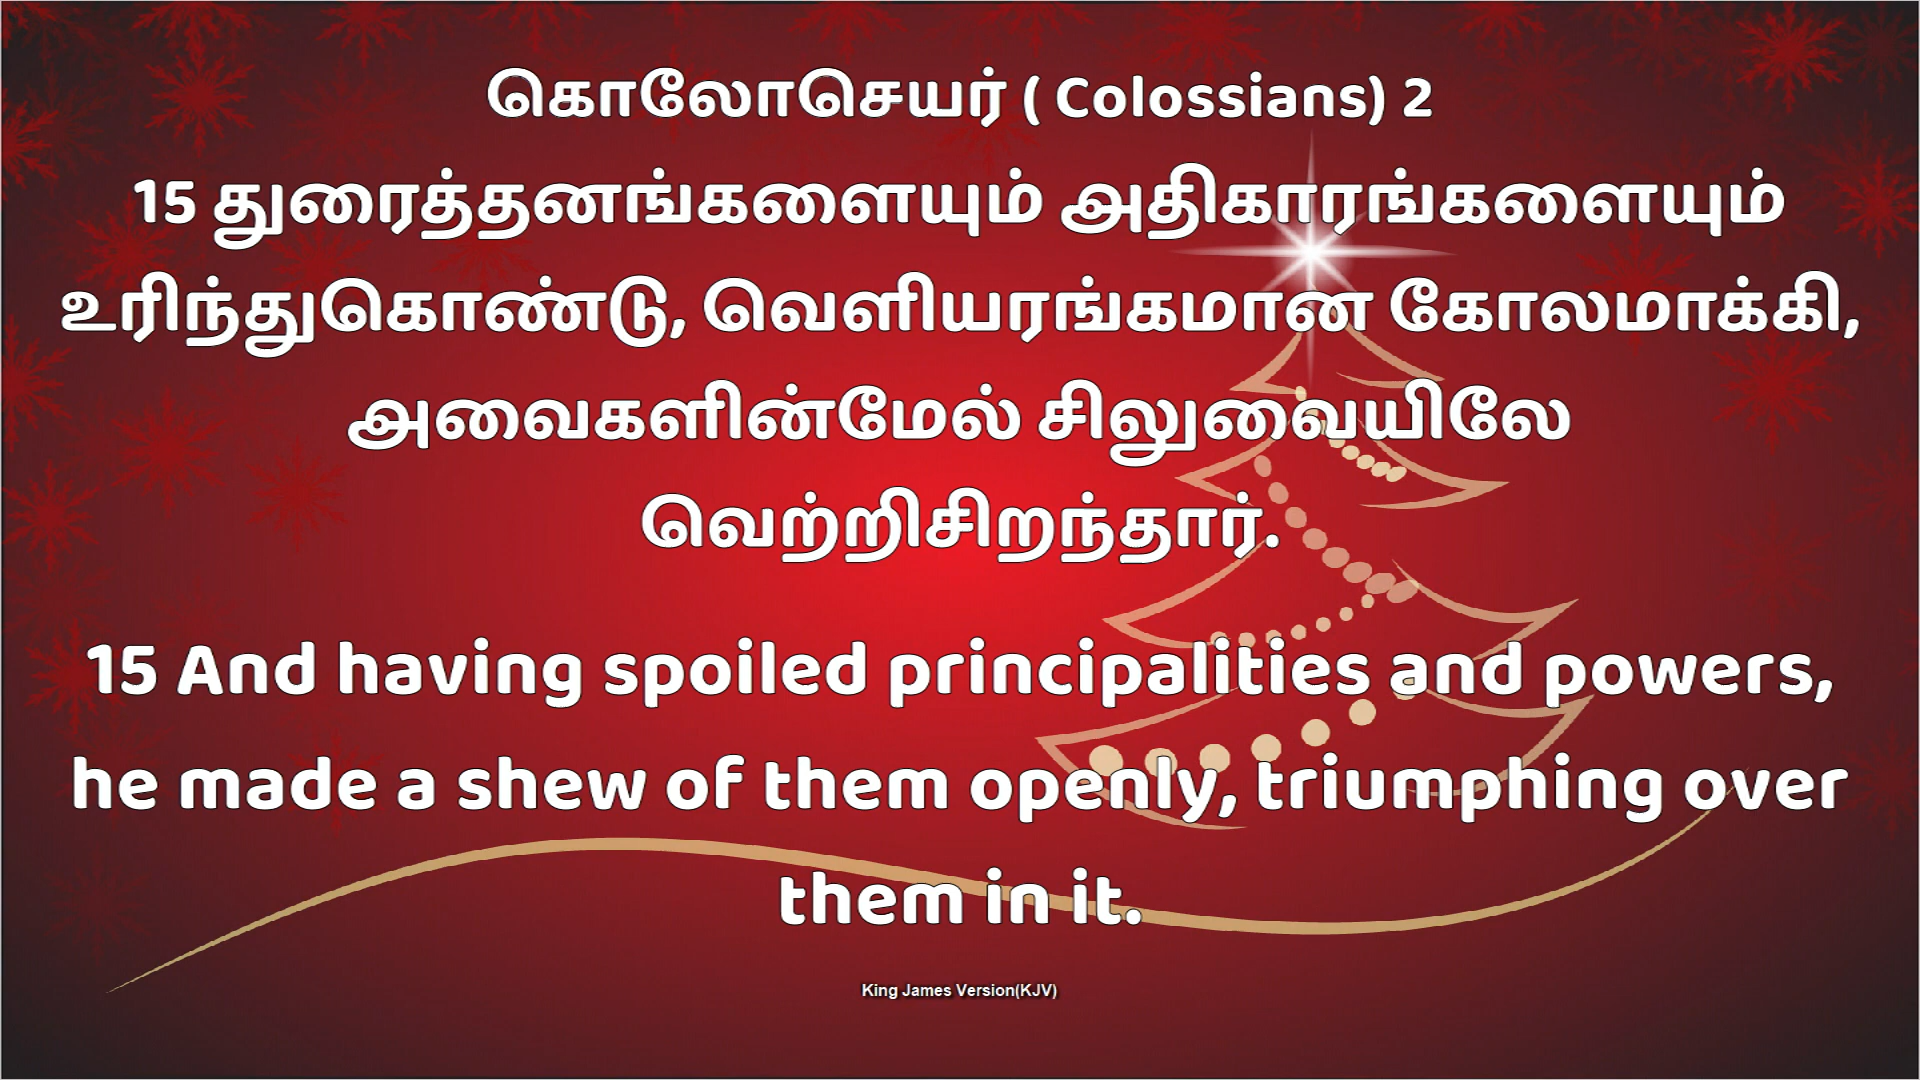 கொலோசெயர் ( Colossians) 2
15 துரைத்தனங்களையும் அதிகாரங்களையும்
உரிந்துகொண்டு, வெளியரங்கமான கோலமாக்கி,
அவைகளின்மேல் சிலுவையிலே
வெற்றிசிறந்தார்.
15 And having spoiled principalities and powers,
he made a shew of them openly, triumphing over
them in it.
King James Version(KJV)